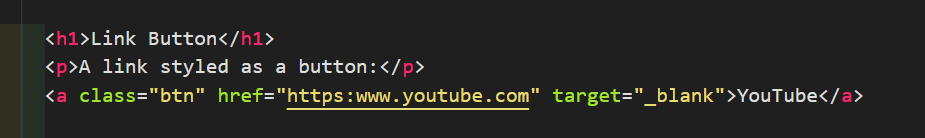 <h1>Link Button</h1>
<p>A link styled as a button:</p>
<a class="btn" href="https:www.youtube.com" target="_blank">YouTube</a>